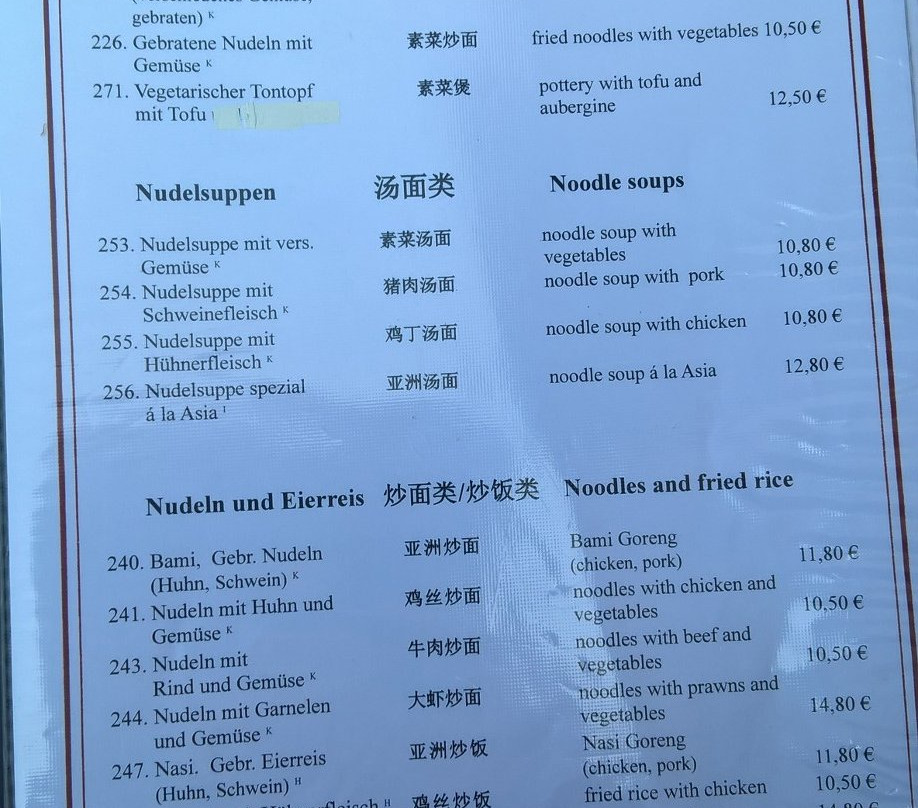 gebraten) ᴷ
226. Gebratene Nudeln mit 素菜炒面 fried noodles with vegetables 10,50 €
Gemüse ᴷ
271. Vegetarischer Tontopf 素菜煲 pottery with tofu and
mit Tofu aubergine 12,50 €
Nudelsuppen 汤面类 Noodle soups
253. Nudelsuppe mit vers. 素菜汤面 noodle soup with
Gemüse ᴷ vegetables 10,80 €
254. Nudelsuppe mit 猪肉汤面 noodle soup with pork 10,80 €
Schweinefleisch ᴷ
255. Nudelsuppe mit 鸡丁汤面 noodle soup with chicken 10,80 €
Hühnerfleisch ᴷ
256. Nudelsuppe spezial 亚洲汤面 noodle soup á la Asia 12,80 €
á la Asia ᴵ
Nudeln und Eierreis 炒面类/炒饭类 Noodles and fried rice
240. Bami, Gebr. Nudeln 亚洲炒面 Bami Goreng
(Huhn, Schwein) ᴷ (chicken, pork) 11,80 €
241. Nudeln mit Huhn und 鸡丝炒面 noodles with chicken and
Gemüse ᴷ vegetables 10,50 €
243. Nudeln mit 牛肉炒面 noodles with beef and
Rind und Gemüse ᴷ vegetables 10,50 €
244. Nudeln mit Garnelen 大虾炒面 noodles with prawns and
und Gemüse ᴷ vegetables 14,80 €
247. Nasi. Gebr. Eierreis 亚洲炒饭 Nasi Goreng
(Huhn, Schwein) ᴴ (chicken, pork) 11,80 €
鸡丝炒饭 fried rice with chicken 10,50 €